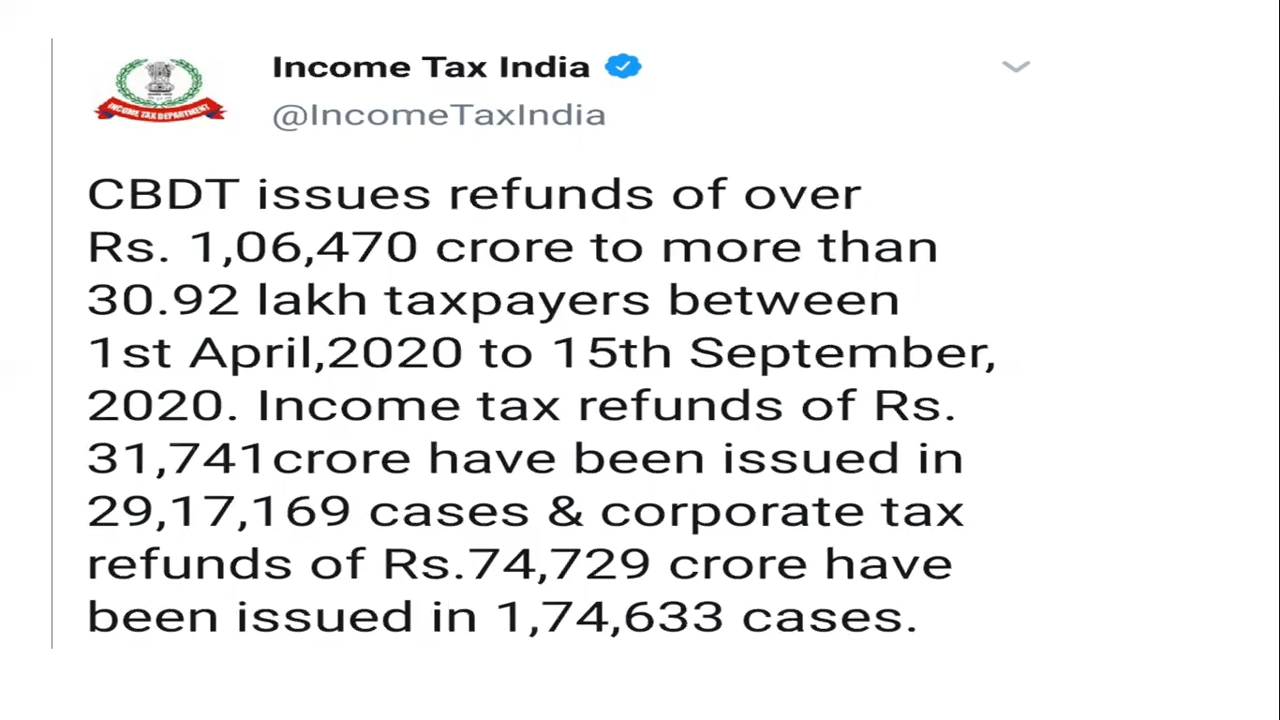 Income Tax India
@IncomeTaxIndia
INCOME TAX DEPARTMENT
CBDT issues refunds of over
Rs. 1,06,470 crore to more than
30.92 lakh taxpayers between
1st April,2020 to 15th September,
2020. Income tax refunds of Rs.
31,741crore have been issued in
29,17,169 cases & corporate tax
refunds of Rs.74,729 crore have
been issued in 1,74,633 cases.